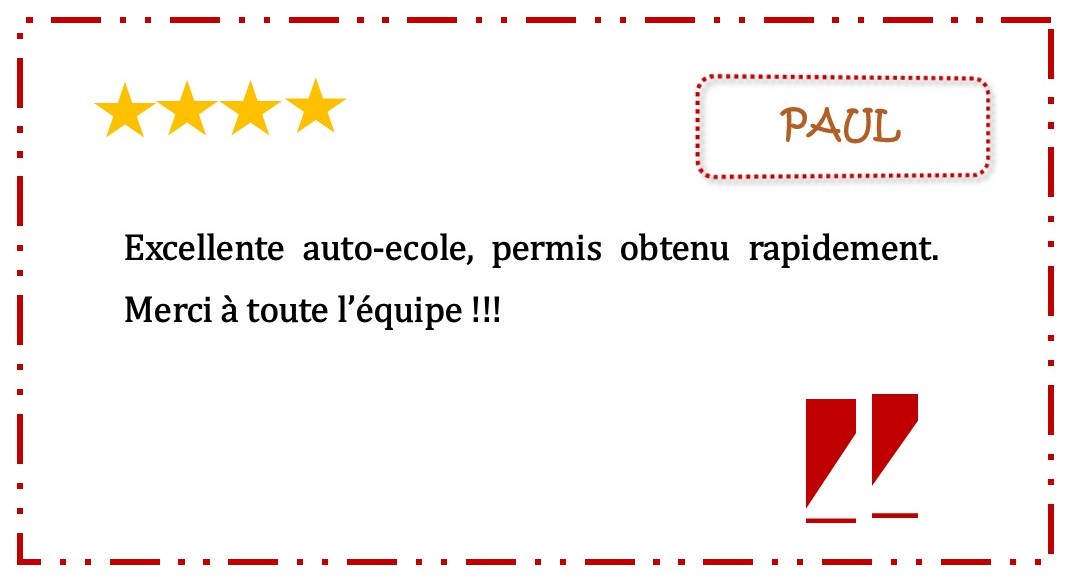 PAUL
Excellente auto-ecole, permis obtenu rapidement.
Merci à toute l’équipe !!!